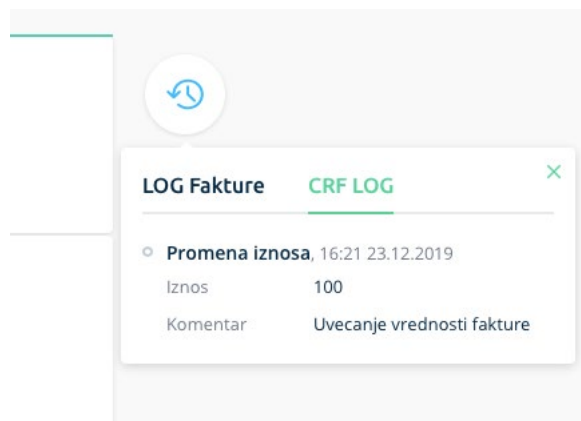 LOG Fakture CRF LOG
Promena iznosa, 16:21 23.12.2019
Iznos 100
Komentar Uvecanje vrednosti fakture